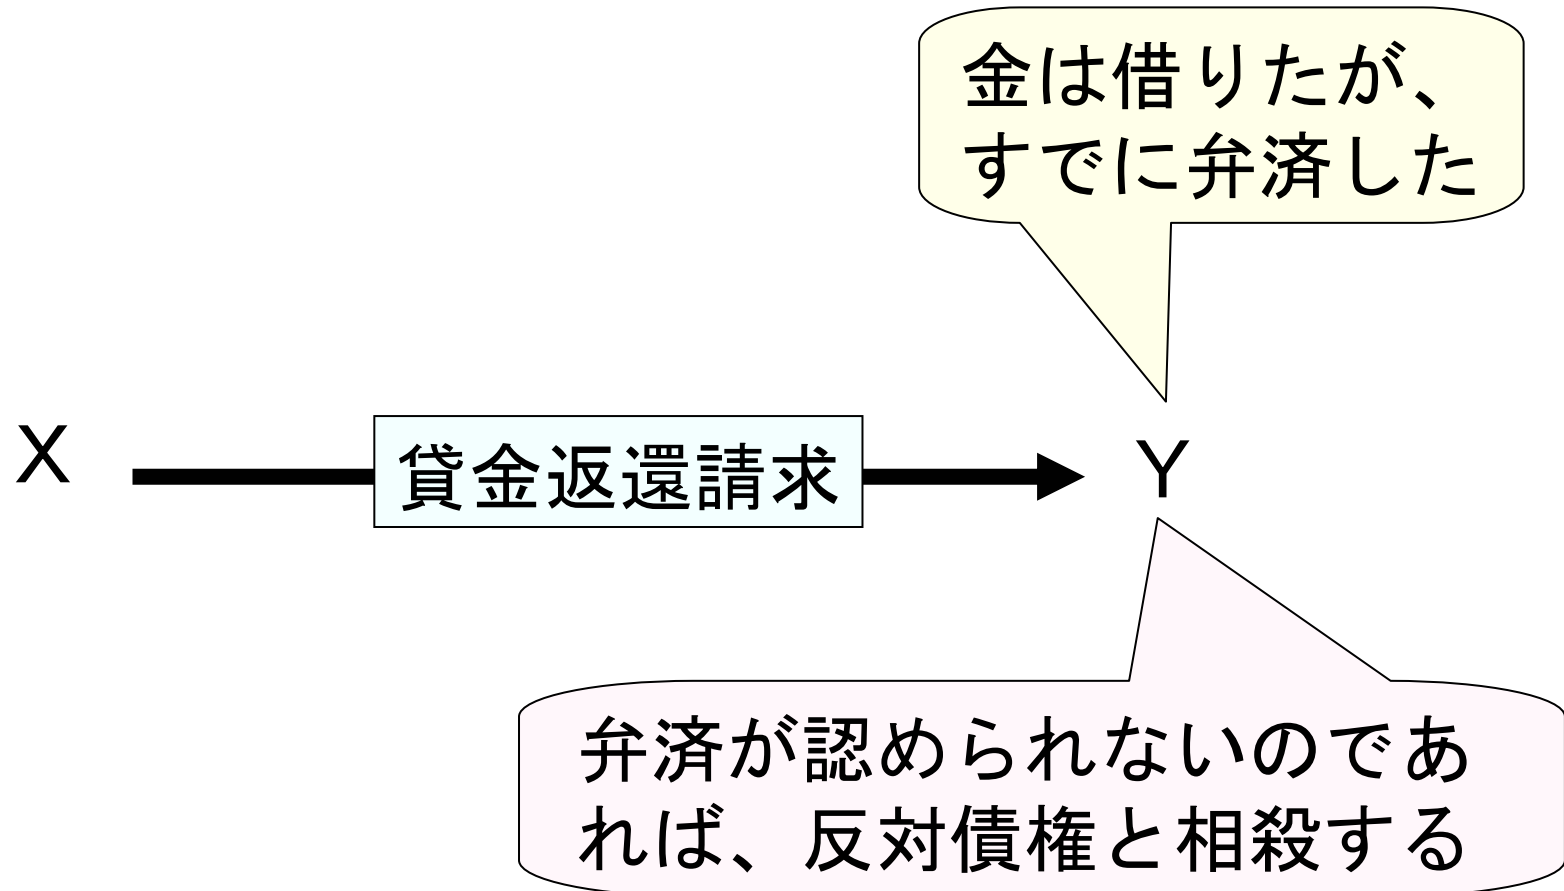 金は借りたが、
すでに弁済した
X
貸金返還請求
Y
弁済が認められないのであ
れば、反対債権と相殺する